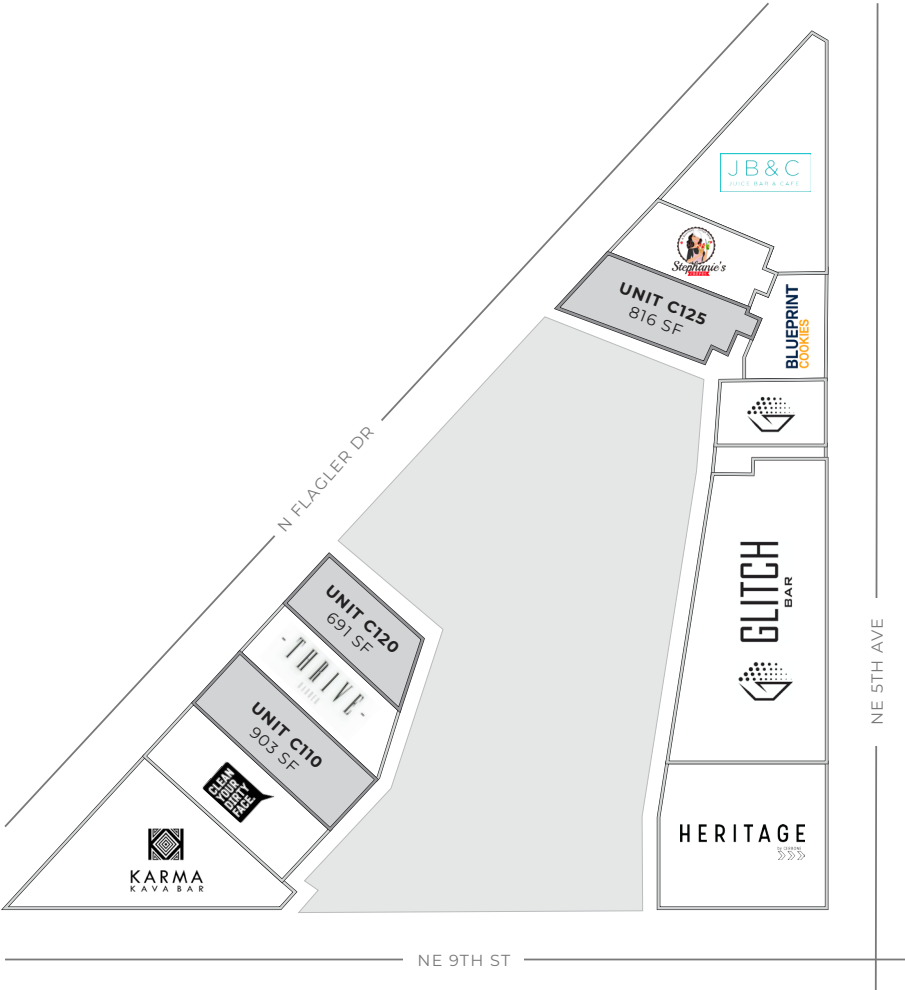 JB&C
JUICE BAR & CAFE
Stephanie's
UNIT C125
816 SF
BLUEPRINT
COOKIES
N FLAGLER DR
UNIT C120
691 SF
-THRIVE-
BARBER
UNIT C110
903 SF
CLEAN
YOUR
DIRTY
FACE
KARMA
KAVA BAR
GLITCH
BAR
HERITAGE
NE 5TH AVE
NE 9TH ST